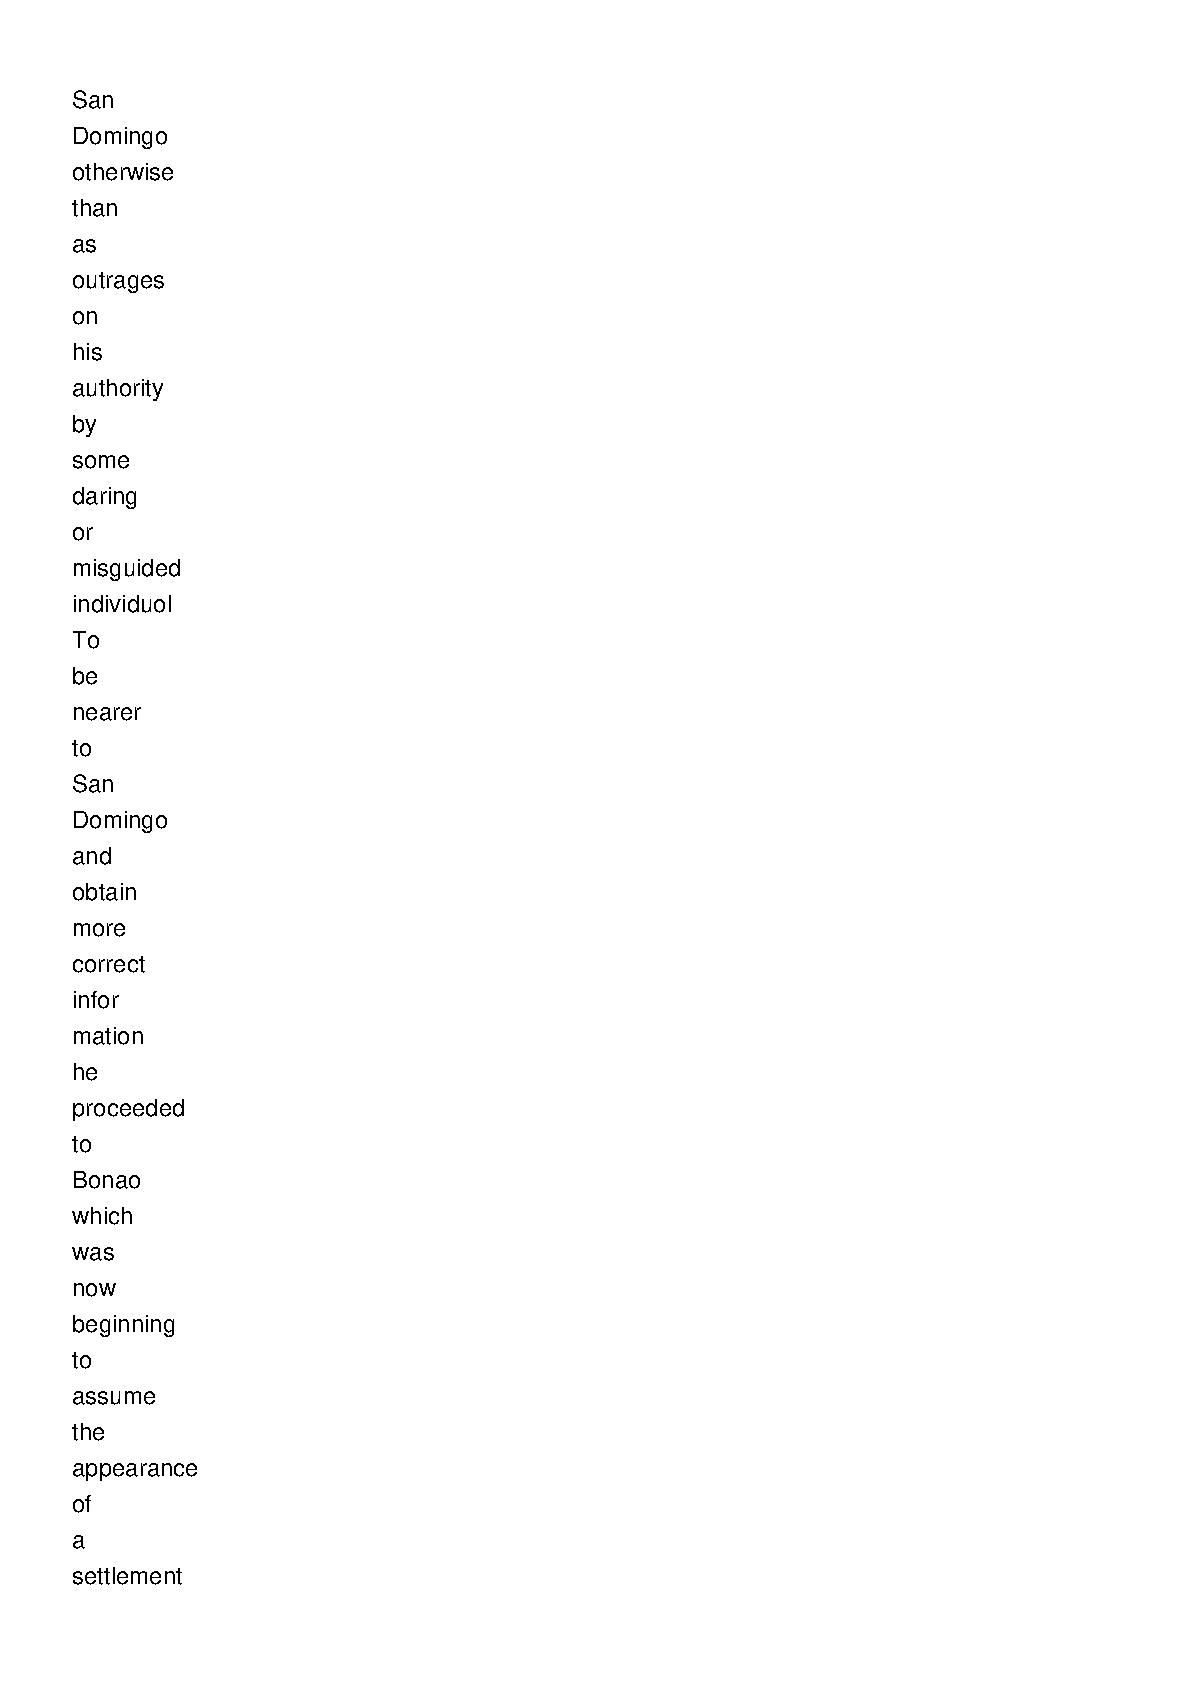 San
Domingo
otherwise
than
as
outrages
on
his
authority
by
some
daring
or
misguided
individuol
To
be
nearer
to
San
Domingo
and
obtain
more
correct
infor
mation
he
proceeded
to
Bonao
which
was
now
beginning
to
assume
the
appearance
of
a
settlement